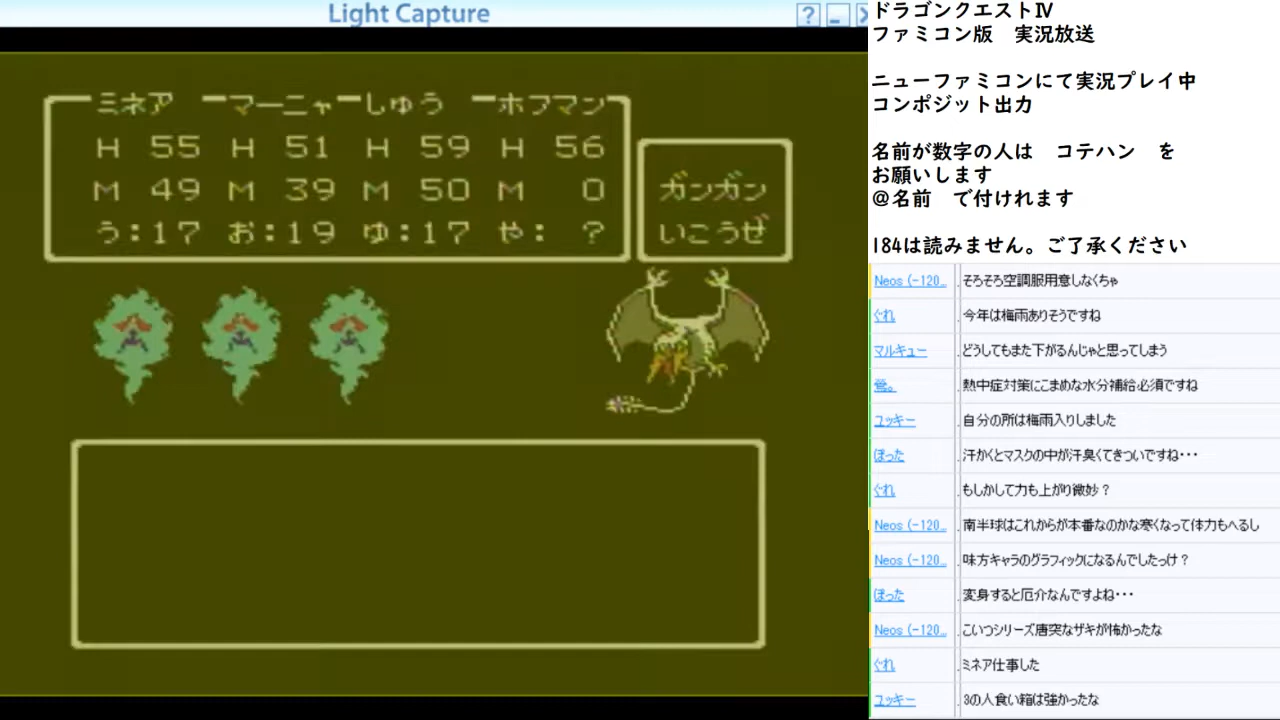 Light Capture
ミネア マーニャ しゅう ホフマン
H 55 H 51 H 59 H 56
M 49 M 39 M 50 M 0
う:17 お:19 ゆ:17 や: ?
ガンガン
いこうぜ
ドラゴンクエストⅣ
ファミコン版 実況放送
ニューファミコンにて実況プレイ中
コンポジット出力
名前が数字の人は コテハン を
お願いします
@名前 で付けれます
184は読みません。ご了承ください
Neos (-120... .そろそろ空調服用意しなくちゃ
ぐれ .今年は梅雨ありそうですね
マルキュー .どうしてもまた下がるんじゃと思ってしまう
鶯。 .熱中症対策にこまめな水分補給必須ですね
ユッキー .自分の所は梅雨入りしました
ぽった .汗かくとマスクの中が汗臭くてきついですね・・・
ぐれ .もしかして力も上がり微妙？
Neos (-120... .南半球はこれからが本番なのかな寒くなって体力もへるし
Neos (-120... .味方キャラのグラフィックになるんでしたっけ？
ぽった .変身すると厄介なんですよね・・・
Neos (-120... .こいつシリーズ唐突なザキが怖かったな
ぐれ .ミネア仕事した
ユッキー .3の人食い箱は強かったな